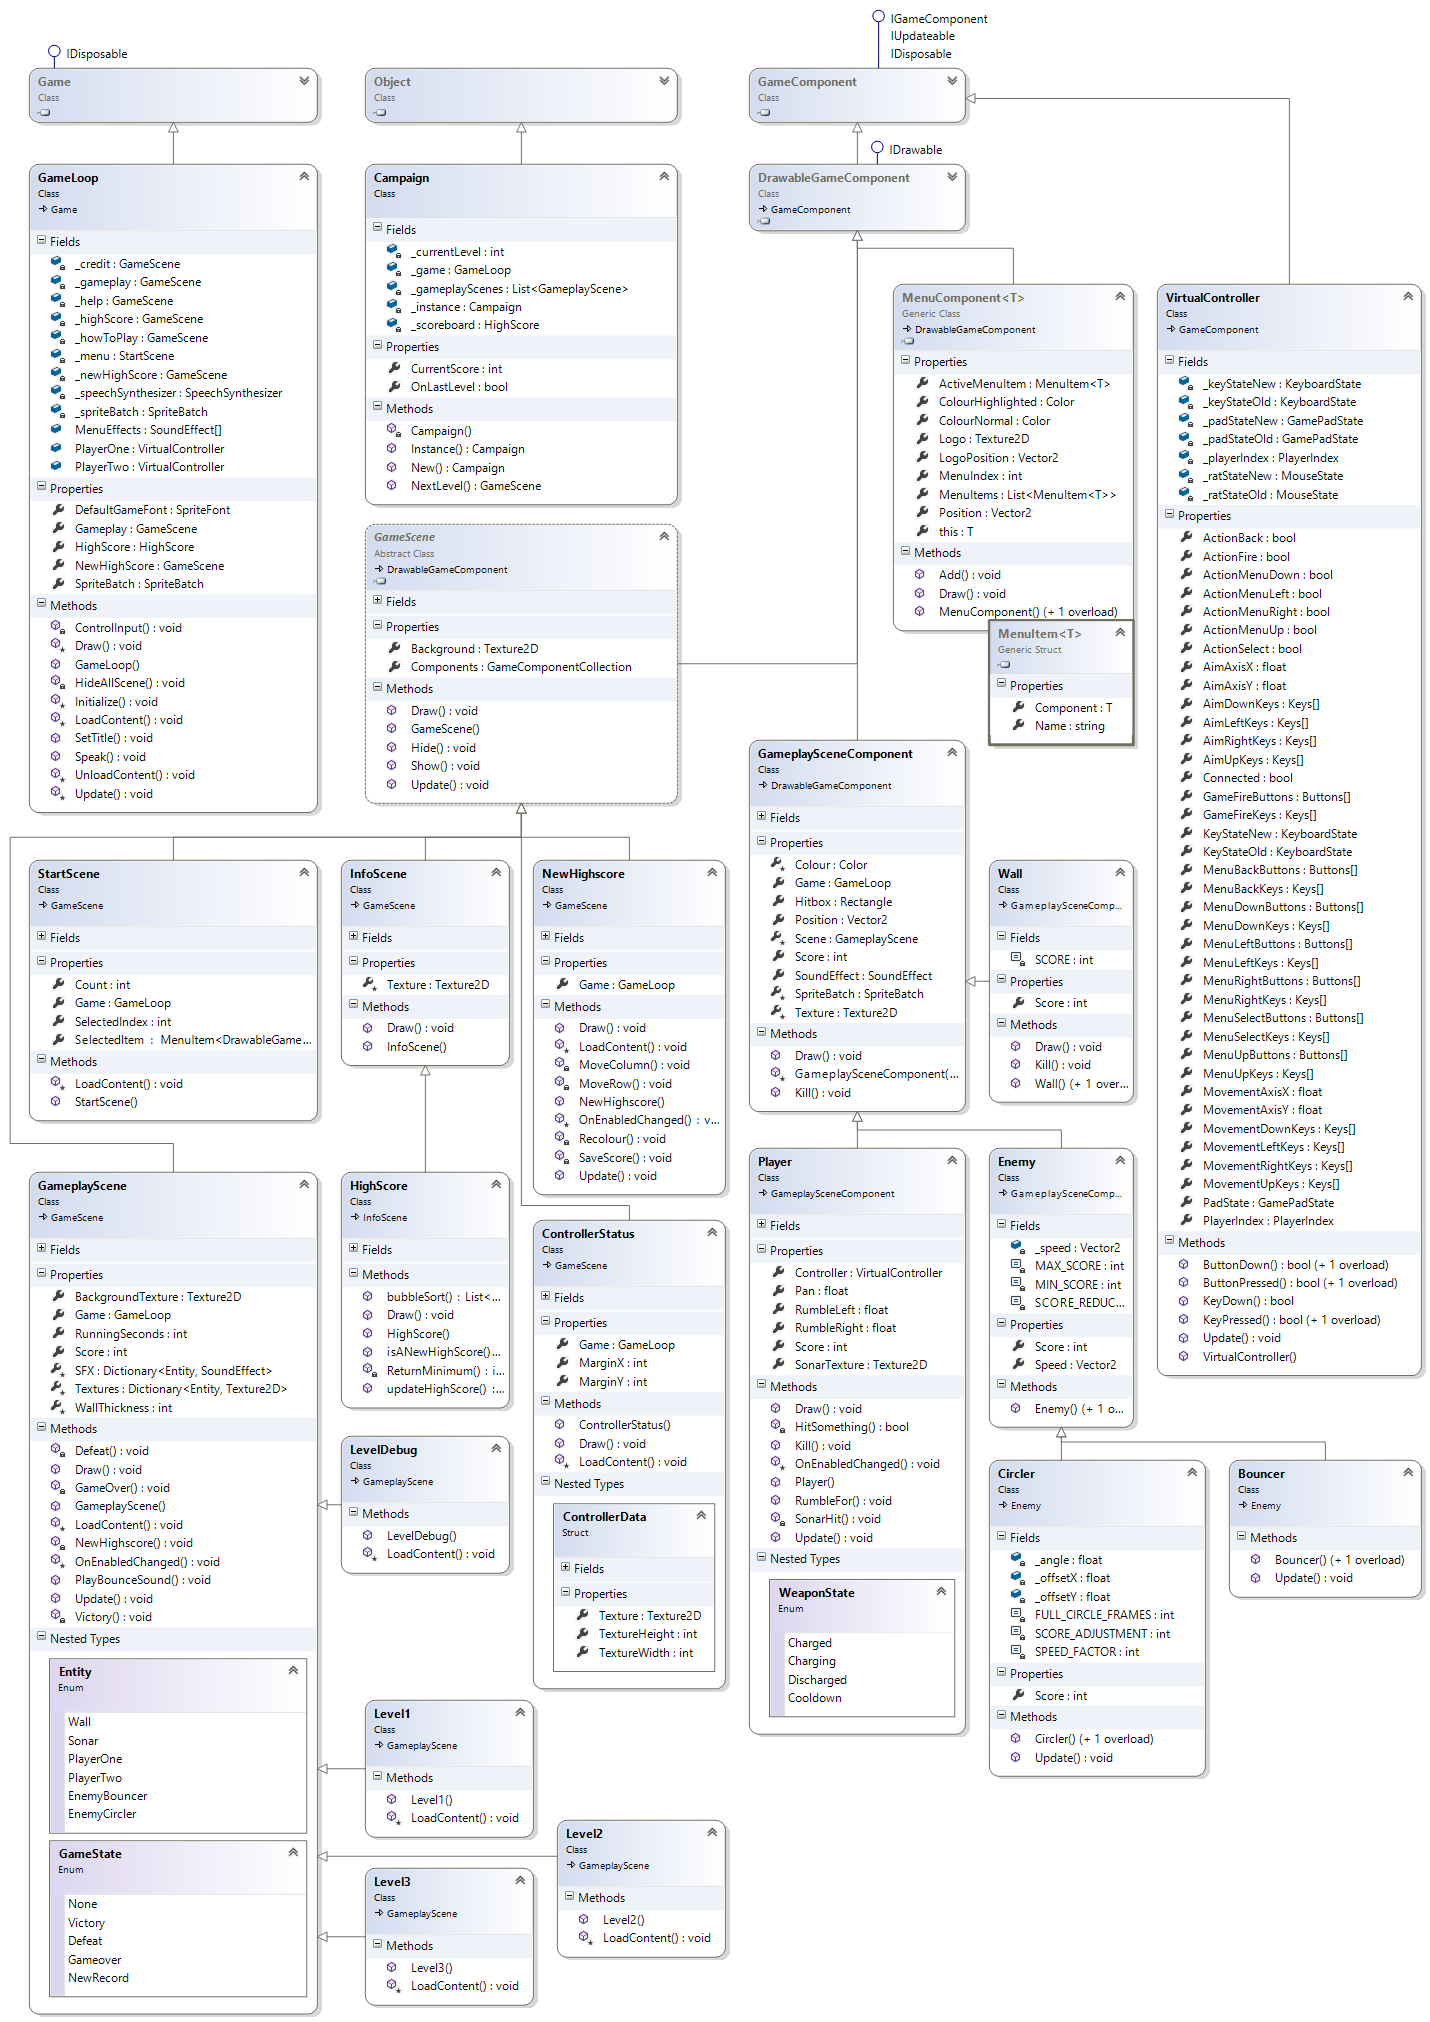 IDisposable
Game
Class
Object
Class
IGameComponent
IUpdateable
IDisposable
GameComponent
Class
IDrawable
DrawableGameComponent
Class
GameComponent
GameLoop
Class
Game
Fields
_credit : GameScene
_gameplay : GameScene
_help : GameScene
_highScore : GameScene
_howToPlay : GameScene
_menu : StartScene
_newHighScore : GameScene
_speechSynthesizer : SpeechSynthesizer
_spriteBatch : SpriteBatch
MenuEffects : SoundEffect[]
PlayerOne : VirtualController
PlayerTwo : VirtualController
Properties
DefaultGameFont : SpriteFont
Gameplay : GameScene
HighScore : HighScore
NewHighScore : GameScene
SpriteBatch : SpriteBatch
Methods
ControlInput() : void
Draw() : void
GameLoop()
HideAllScene() : void
Initialize() : void
LoadContent() : void
SetTitle() : void
Speak() : void
UnloadContent() : void
Update() : void
Campaign
Class
Fields
_currentLevel : int
_game : GameLoop
_gameplayScenes : List<GameplayScene>
_instance : Campaign
_scoreboard : HighScore
Properties
CurrentScore : int
OnLastLevel : bool
Methods
Campaign()
Instance() : Campaign
New() : Campaign
NextLevel() : GameScene
GameScene
Abstract Class
DrawableGameComponent
Fields
Properties
Background : Texture2D
Components : GameComponentCollection
Methods
Draw() : void
GameScene()
Hide() : void
Show() : void
Update() : void
MenuComponent<T>
Generic Class
DrawableGameComponent
Properties
ActiveMenuItem : MenuItem<T>
ColourHighlighted : Color
ColourNormal : Color
Logo : Texture2D
LogoPosition : Vector2
MenuIndex : int
MenuItems : List<MenuItem<T>>
Position : Vector2
this : T
Methods
Add() : void
Draw() : void
MenuComponent() (+ 1 overload)
MenuItem<T>
Generic Struct
Properties
Component : T
Name : string
VirtualController
Class
GameComponent
Fields
_keyStateNew : KeyboardState
_keyStateOld : KeyboardState
_padStateNew : GamePadState
_padStateOld : GamePadState
_playerIndex : PlayerIndex
_ratStateNew : MouseState
_ratStateOld : MouseState
Properties
ActionBack : bool
ActionFire : bool
ActionMenuDown : bool
ActionMenuLeft : bool
ActionMenuRight : bool
ActionMenuUp : bool
ActionSelect : bool
AimAxisX : float
AimAxisY : float
AimDownKeys : Keys[]
AimLeftKeys : Keys[]
AimRightKeys : Keys[]
AimUpKeys : Keys[]
Connected : bool
GameFireButtons : Buttons[]
GameFireKeys : Keys[]
KeyStateNew : KeyboardState
KeyStateOld : KeyboardState
MenuBackButtons : Buttons[]
MenuBackKeys : Keys[]
MenuDownButtons : Buttons[]
MenuDownKeys : Keys[]
MenuLeftButtons : Buttons[]
MenuLeftKeys : Keys[]
MenuRightButtons : Buttons[]
MenuRightKeys : Keys[]
MenuSelectButtons : Buttons[]
MenuSelectKeys : Keys[]
MenuUpButtons : Buttons[]
MenuUpKeys : Keys[]
MovementAxisX : float
MovementAxisY : float
MovementDownKeys : Keys[]
MovementLeftKeys : Keys[]
MovementRightKeys : Keys[]
MovementUpKeys : Keys[]
PadState : GamePadState
PlayerIndex : PlayerIndex
Methods
ButtonDown() : bool (+ 1 overload)
ButtonPressed() : bool (+ 1 overload)
KeyDown() : bool
KeyPressed() : bool (+ 1 overload)
Update() : void
VirtualController()
GameplaySceneComponent
Class
DrawableGameComponent
Fields
Properties
Colour : Color
Game : GameLoop
Hitbox : Rectangle
Position : Vector2
Scene : GameplayScene
Score : int
SoundEffect : SoundEffect
SpriteBatch : SpriteBatch
Texture : Texture2D
Methods
Draw() : void
GameplaySceneComponent(...
Kill() : void
Wall
Class
GameplaySceneComp...
Fields
SCORE : int
Properties
Score : int
Methods
Draw() : void
Kill() : void
Wall() (+ 1 over...
StartScene
Class
GameScene
Fields
Properties
Count : int
Game : GameLoop
SelectedIndex : int
SelectedItem : MenuItem<DrawableGame...
Methods
LoadContent() : void
StartScene()
InfoScene
Class
GameScene
Fields
Properties
Texture : Texture2D
Methods
Draw() : void
InfoScene()
NewHighscore
Class
GameScene
Fields
Properties
Game : GameLoop
Methods
Draw() : void
LoadContent() : void
MoveColumn() : void
MoveRow() : void
NewHighscore()
OnEnabledChanged() : v...
Recolour() : void
SaveScore() : void
Update() : void
GameplayScene
Class
GameScene
Fields
Properties
BackgroundTexture : Texture2D
Game : GameLoop
RunningSeconds : int
Score : int
SFX : Dictionary<Entity, SoundEffect>
Textures : Dictionary<Entity, Texture2D>
WallThickness : int
Methods
Defeat() : void
Draw() : void
GameOver() : void
GameplayScene()
LoadContent() : void
NewHighscore() : void
OnEnabledChanged() : void
PlayBounceSound() : void
Update() : void
Victory() : void
Nested Types
Entity
Enum
Wall
Sonar
PlayerOne
PlayerTwo
EnemyBouncer
EnemyCircler
GameState
Enum
None
Victory
Defeat
Gameover
NewRecord
HighScore
Class
InfoScene
Fields
Methods
bubbleSort() : List<...
Draw() : void
HighScore()
isANewHighScore()...
ReturnMinimum() : i...
updateHighScore() :...
LevelDebug
Class
GameplayScene
Methods
LevelDebug()
LoadContent() : void
ControllerStatus
Class
GameScene
Fields
Properties
Game : GameLoop
MarginX : int
MarginY : int
Methods
ControllerStatus()
Draw() : void
LoadContent() : void
Nested Types
ControllerData
Struct
Fields
Properties
Texture : Texture2D
TextureHeight : int
TextureWidth : int
Player
Class
GameplaySceneComponent
Fields
Properties
Controller : VirtualController
Pan : float
RumbleLeft : float
RumbleRight : float
Score : int
SonarTexture : Texture2D
Methods
Draw() : void
HitSomething() : bool
Kill() : void
OnEnabledChanged() : void
Player()
RumbleFor() : void
SonarHit() : void
Update() : void
Nested Types
WeaponState
Enum
Charged
Charging
Discharged
Cooldown
Enemy
Class
GameplaySceneComp...
Fields
_speed : Vector2
MAX_SCORE : int
MIN_SCORE : int
SCORE_REDUC...
Properties
Score : int
Speed : Vector2
Methods
Enemy() (+ 1 o...
Circler
Class
Enemy
Fields
_angle : float
_offsetX : float
_offsetY : float
FULL_CIRCLE_FRAMES : int
SCORE_ADJUSTMENT : int
SPEED_FACTOR : int
Properties
Score : int
Methods
Circler() (+ 1 overload)
Update() : void
Bouncer
Class
Enemy
Methods
Bouncer() (+ 1 overload)
Update() : void
Level1
Class
GameplayScene
Methods
Level1()
LoadContent() : void
Level2
Class
GameplayScene
Methods
Level2()
LoadContent() : void
Level3
Class
GameplayScene
Methods
Level3()
LoadContent() : void